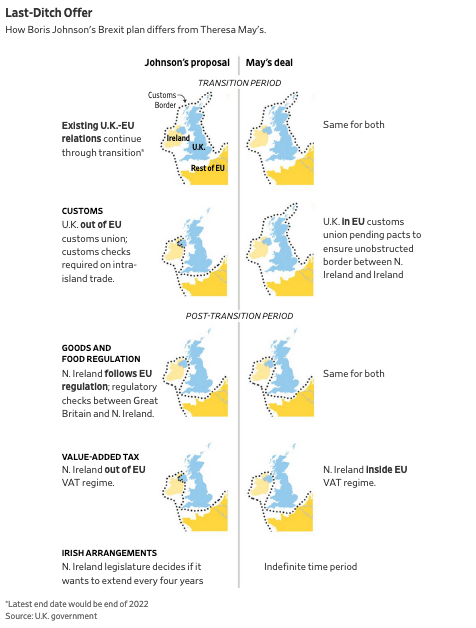 Last-Ditch Offer
How Boris Johnson's Brexit plan differs from Theresa May's.
Johnson's proposal
May's deal
TRANSITION PERIOD
Customs
Border
Ireland
U.K.
Rest of EU
Existing U.K.-EU
relations continue
through transition*
Same for both
CUSTOMS
U.K. out of EU
customs union;
customs checks
required on intra-
island trade.
U.K. in EU customs
union pending pacts to
ensure unobstructed
border between N.
Ireland and Ireland
POST-TRANSITION PERIOD
GOODS AND
FOOD REGULATION
N. Ireland follows EU
regulation; regulatory
checks between Great
Britain and N. Ireland.
Same for both
VALUE-ADDED TAX
N. Ireland out of EU
VAT regime.
N. Ireland inside EU
VAT regime.
IRISH ARRANGEMENTS
N. Ireland legislature decides if it
wants to extend every four years
Indefinite time period
*Latest end date would be end of 2022
Source: U.K. government